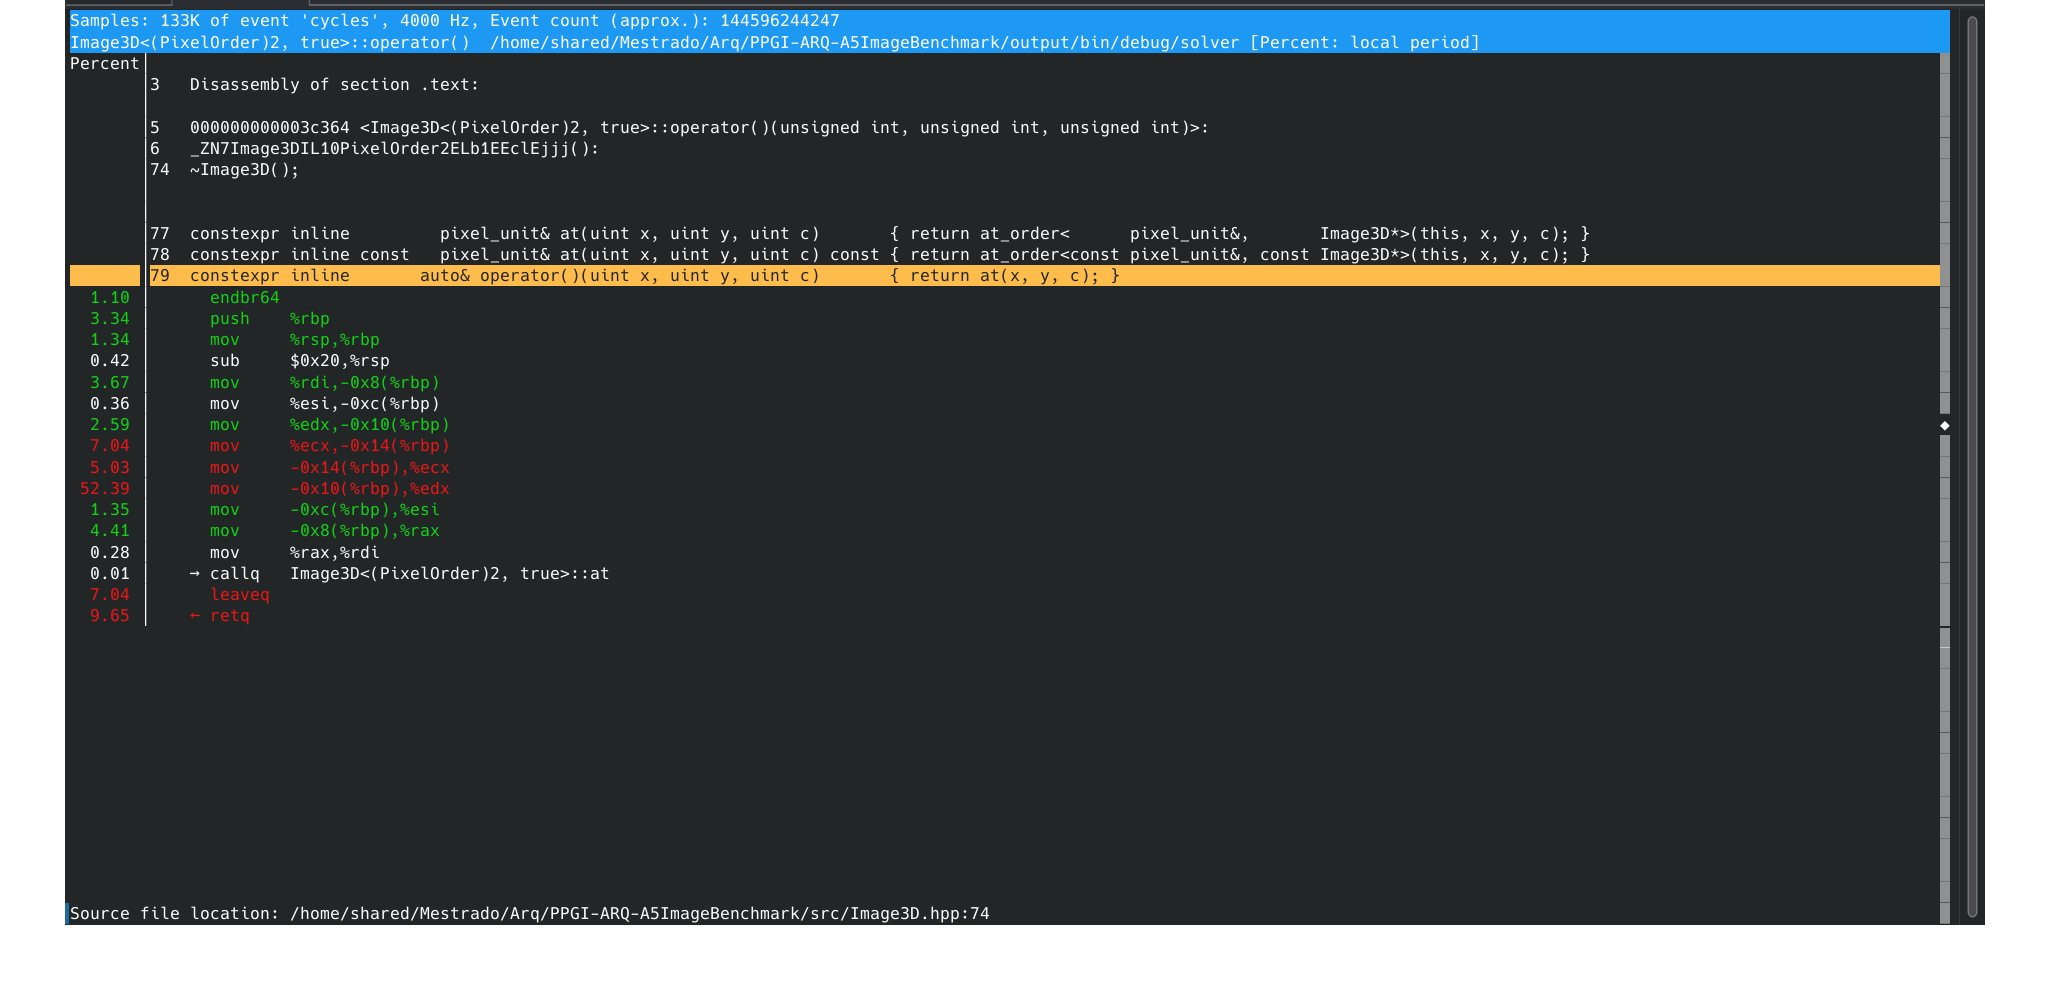 Samples: 133K of event 'cycles', 4000 Hz, Event count (approx.): 144596244247
Image3D<(PixelOrder)2, true>::operator()  /home/shared/Mestrado/Arq/PPGI-ARQ-A5ImageBenchmark/output/bin/debug/solver [Percent: local period]
Percent
3   Disassembly of section .text:
5   000000000003c364 <Image3D<(PixelOrder)2, true>::operator()(unsigned int, unsigned int, unsigned int)>:
6   _ZN7Image3DIL10PixelOrder2ELb1EEclEjjj():
74  ~Image3D();
77  constexpr inline         pixel_unit& at(uint x, uint y, uint c)       { return at_order<      pixel_unit&,       Image3D*>(this, x, y, c); }
78  constexpr inline const   pixel_unit& at(uint x, uint y, uint c) const { return at_order<const pixel_unit&, const Image3D*>(this, x, y, c); }
79  constexpr inline       auto& operator()(uint x, uint y, uint c)       { return at(x, y, c); }
1.10        endbr64
3.34        push    %rbp
1.34        mov     %rsp,%rbp
0.42        sub     $0x20,%rsp
3.67        mov     %rdi,-0x8(%rbp)
0.36        mov     %esi,-0xc(%rbp)
2.59        mov     %edx,-0x10(%rbp)
7.04        mov     %ecx,-0x14(%rbp)
5.03        mov     -0x14(%rbp),%ecx
52.39        mov     -0x10(%rbp),%edx
1.35        mov     -0xc(%rbp),%esi
4.41        mov     -0x8(%rbp),%rax
0.28        mov     %rax,%rdi
0.01      → callq   Image3D<(PixelOrder)2, true>::at
7.04        leaveq
9.65      ← retq
Source file location: /home/shared/Mestrado/Arq/PPGI-ARQ-A5ImageBenchmark/src/Image3D.hpp:74